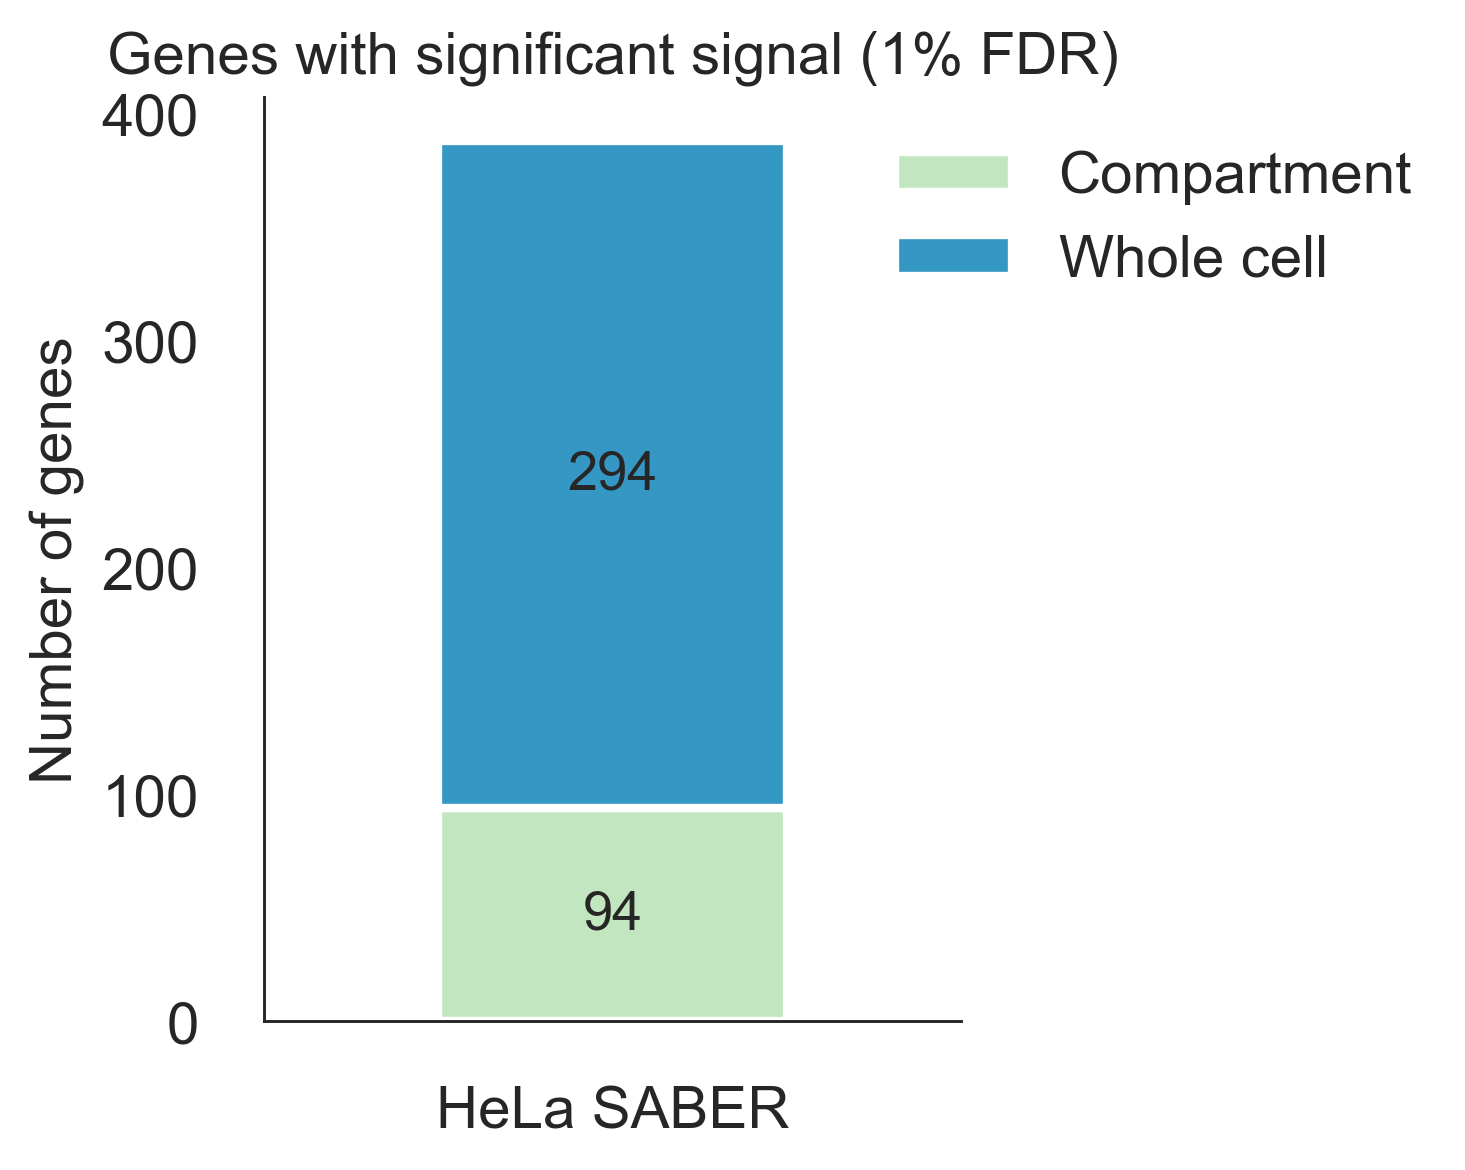 Genes with significant signal (1% FDR)
400
300
200
100
0
Number of genes
294
94
HeLa SABER
Compartment
Whole cell